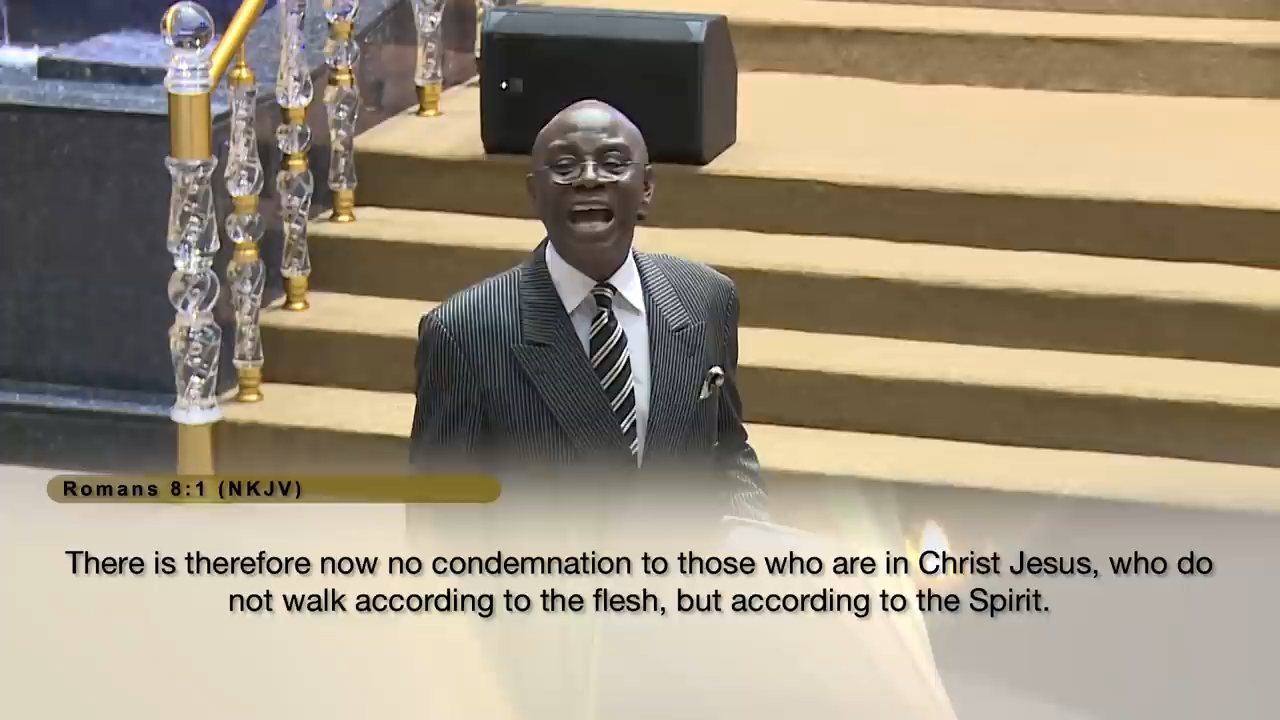 Romans 8:1 (NKJV)
There is therefore now no condemnation to those who are in Christ Jesus, who do
not walk according to the flesh, but according to the Spirit.